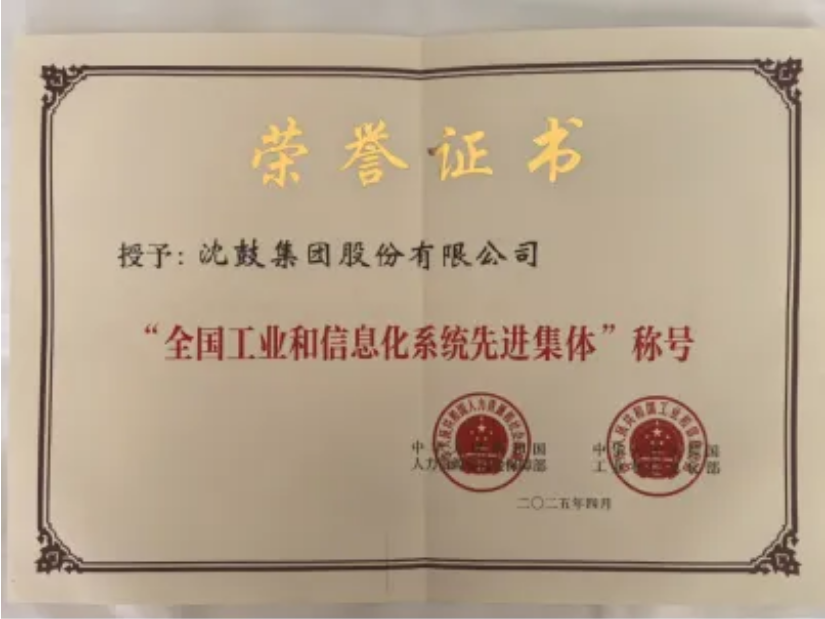 荣誉证书
授予：沈鼓集团股份有限公司
“全国工业和信息化系统先进集体”称号
二〇二五年四月